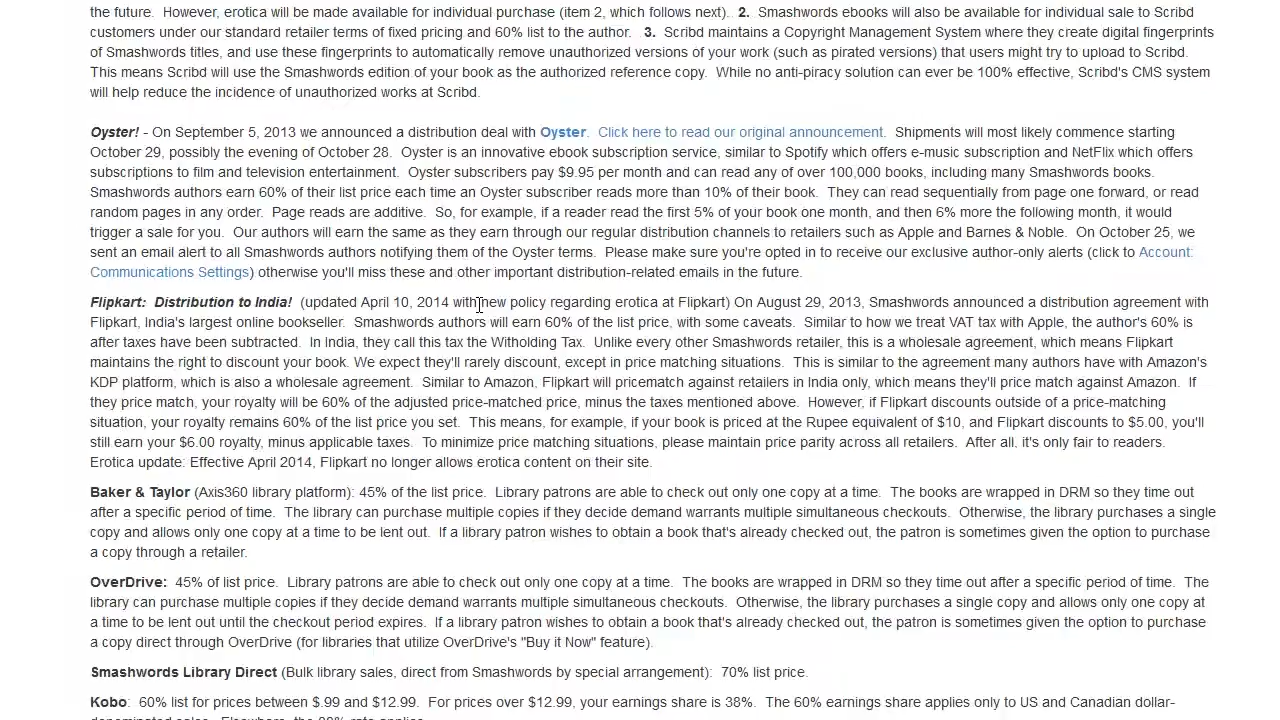 the future. However, erotica will be made available for individual purchase (item 2, which follows next). 2. Smashwords ebooks will also be available for individual sale to Scribd
customers under our standard retailer terms of fixed pricing and 60% list to the author. 3. Scribd maintains a Copyright Management System where they create digital fingerprints
of Smashwords titles, and use these fingerprints to automatically remove unauthorized versions of your work (such as pirated versions) that users might try to upload to Scribd.
This means Scribd will use the Smashwords edition of your book as the authorized reference copy. While no anti-piracy solution can ever be 100% effective, Scribd's CMS system
will help reduce the incidence of unauthorized works at Scribd.
Oyster! - On September 5, 2013 we announced a distribution deal with Oyster. Click here to read our original announcement. Shipments will most likely commence starting
October 29, possibly the evening of October 28. Oyster is an innovative ebook subscription service, similar to Spotify which offers e-music subscription and NetFlix which offers
subscriptions to film and television entertainment. Oyster subscribers pay $9.95 per month and can read any of over 100,000 books, including many Smashwords books.
Smashwords authors earn 60% of their list price each time an Oyster subscriber reads more than 10% of their book. They can read sequentially from page one forward, or read
random pages in any order. Page reads are additive. So, for example, if a reader read the first 5% of your book one month, and then 6% more the following month, it would
trigger a sale for you. Our authors will earn the same as they earn through our regular distribution channels to retailers such as Apple and Barnes & Noble. On October 25, we
sent an email alert to all Smashwords authors notifying them of the Oyster terms. Please make sure you're opted in to receive our exclusive author-only alerts (click to Account:
Communications Settings) otherwise you'll miss these and other important distribution-related emails in the future.
Flipkart: Distribution to India! (updated April 10, 2014 with new policy regarding erotica at Flipkart) On August 29, 2013, Smashwords announced a distribution agreement with
Flipkart, India's largest online bookseller. Smashwords authors will earn 60% of the list price, with some caveats. Similar to how we treat VAT tax with Apple, the author's 60% is
after taxes have been subtracted. In India, they call this tax the Witholding Tax. Unlike every other Smashwords retailer, this is a wholesale agreement, which means Flipkart
maintains the right to discount your book. We expect they'll rarely discount, except in price matching situations. This is similar to the agreement many authors have with Amazon's
KDP platform, which is also a wholesale agreement. Similar to Amazon, Flipkart will pricematch against retailers in India only, which means they'll price match against Amazon. If
they price match, your royalty will be 60% of the adjusted price-matched price, minus the taxes mentioned above. However, if Flipkart discounts outside of a price-matching
situation, your royalty remains 60% of the list price you set. This means, for example, if your book is priced at the Rupee equivalent of $10, and Flipkart discounts to $5.00, you'll
still earn your $6.00 royalty, minus applicable taxes. To minimize price matching situations, please maintain price parity across all retailers. After all, it's only fair to readers.
Erotica update: Effective April 2014, Flipkart no longer allows erotica content on their site.
Baker & Taylor (Axis360 library platform): 45% of the list price. Library patrons are able to check out only one copy at a time. The books are wrapped in DRM so they time out
after a specific period of time. The library can purchase multiple copies if they decide demand warrants multiple simultaneous checkouts. Otherwise, the library purchases a single
copy and allows only one copy at a time to be lent out. If a library patron wishes to obtain a book that's already checked out, the patron is sometimes given the option to purchase
a copy through a retailer.
OverDrive: 45% of list price. Library patrons are able to check out only one copy at a time. The books are wrapped in DRM so they time out after a specific period of time. The
library can purchase multiple copies if they decide demand warrants multiple simultaneous checkouts. Otherwise, the library purchases a single copy and allows only one copy at
a time to be lent out until the checkout period expires. If a library patron wishes to obtain a book that's already checked out, the patron is sometimes given the option to purchase
a copy direct through OverDrive (for libraries that utilize OverDrive's "Buy it Now" feature).
Smashwords Library Direct (Bulk library sales, direct from Smashwords by special arrangement): 70% list price.
Kobo: 60% list for prices between $.99 and $12.99. For prices over $12.99, your earnings share is 38%. The 60% earnings share applies only to US and Canadian dollar-